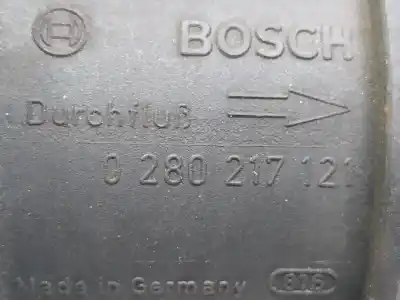 BOSCH
Durchfluß
0 280 217 121
Made in Germany